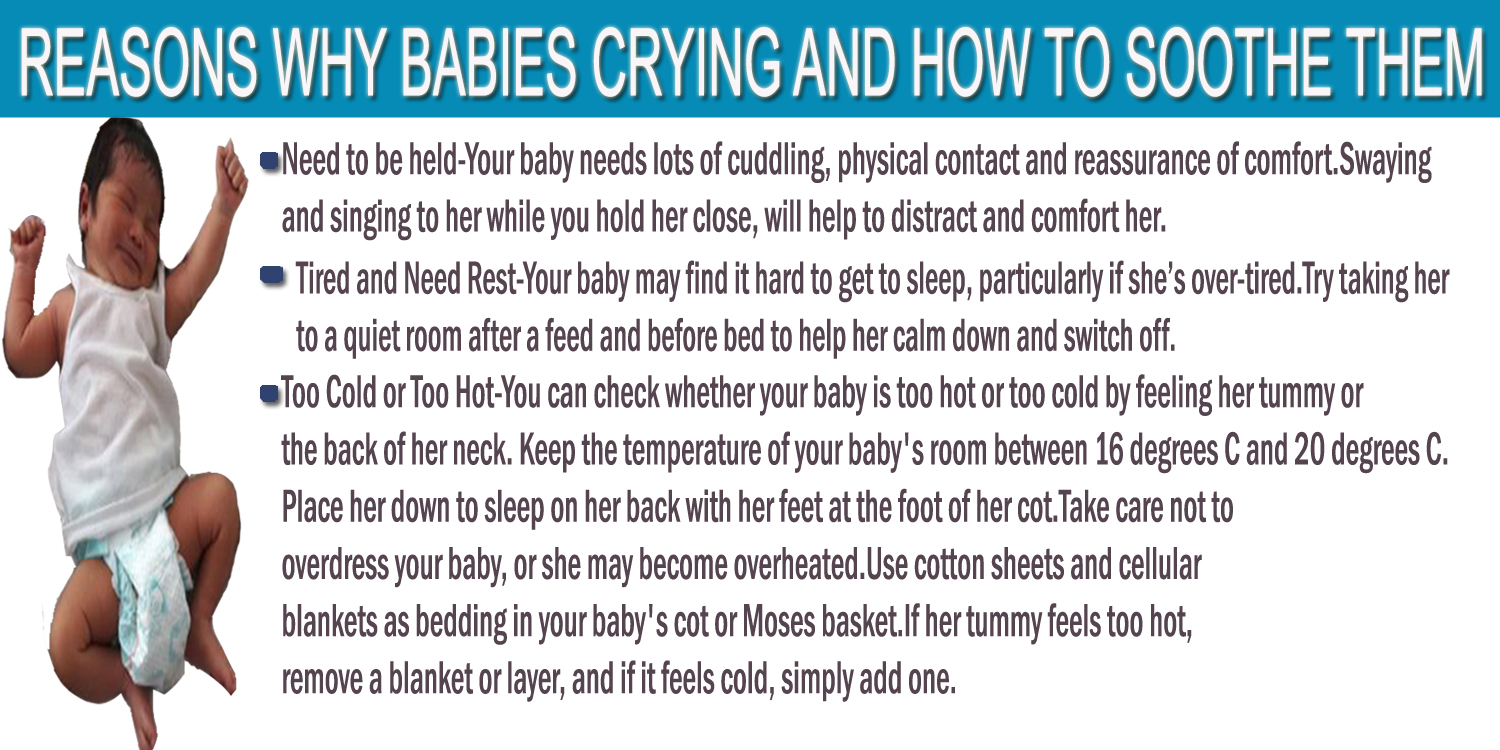 REASONS WHY BABIES CRYING AND HOW TO SOOTHE THEM
Need to be held-Your baby needs lots of cuddling, physical contact and reassurance of comfort.Swaying
and singing to her while you hold her close, will help to distract and comfort her.
Tired and Need Rest-Your baby may find it hard to get to sleep, particularly if she’s over-tired.Try taking her
to a quiet room after a feed and before bed to help her calm down and switch off.
Too Cold or Too Hot-You can check whether your baby is too hot or too cold by feeling her tummy or
the back of her neck. Keep the temperature of your baby's room between 16 degrees C and 20 degrees C.
Place her down to sleep on her back with her feet at the foot of her cot.Take care not to
overdress your baby, or she may become overheated.Use cotton sheets and cellular
blankets as bedding in your baby's cot or Moses basket.If her tummy feels too hot,
remove a blanket or layer, and if it feels cold, simply add one.